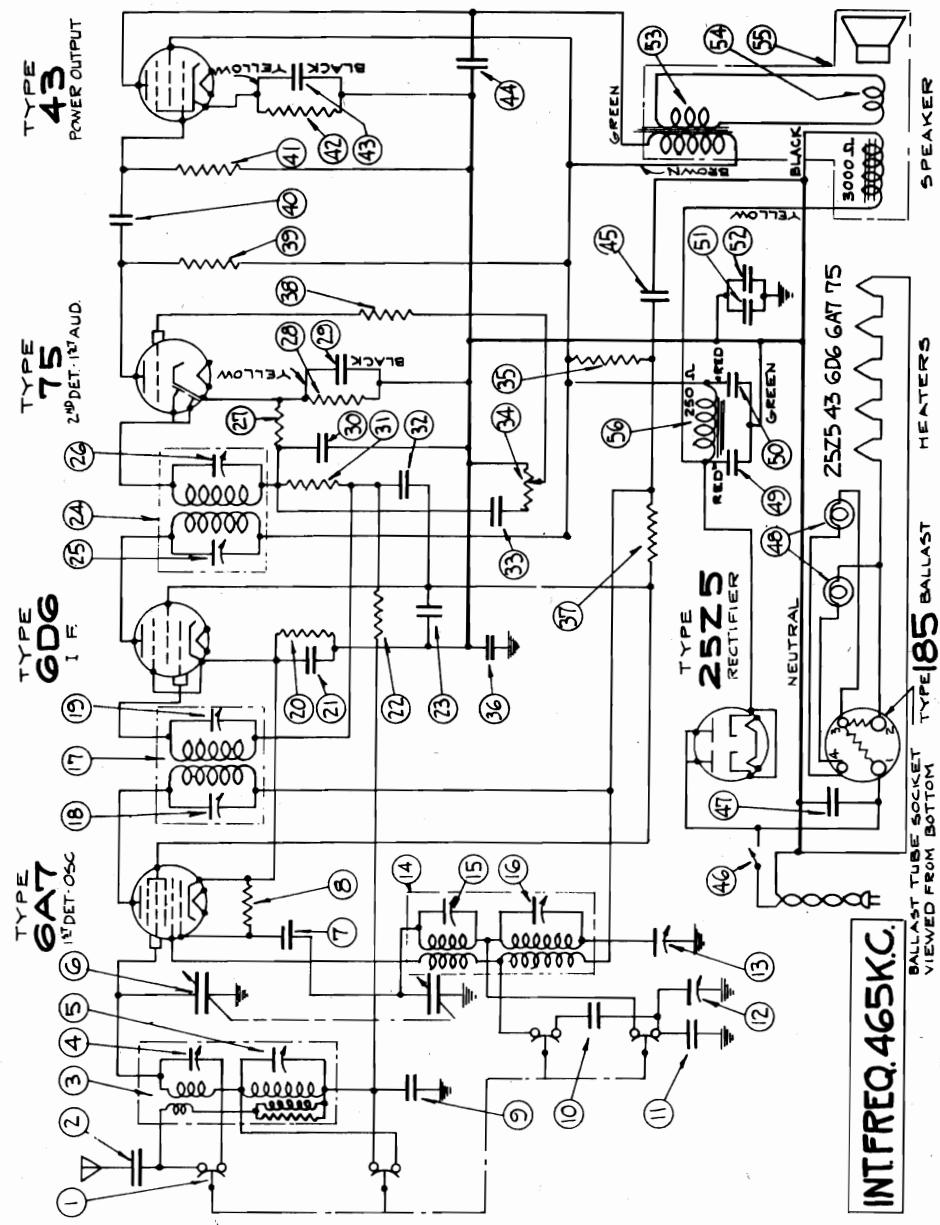 TYPE
6A7
1ST DET.-OSC
TYPE
6D6
I F.
TYPE
75
2ND DET.-1ST AUD.
TYPE
43
POWER OUTPUT
1
2
3
4
5
6
7
8
9
10
11
12
13
14
15
16
17
18
19
20
21
22
23
24
25
26
27
28
29
30
31
32
33
34
35
36
37
38
39
40
41
42
43
44
45
46
47
48
49
50
51
52
53
54
55
56
YELLOW
BLACK
YELLOW
BLACK
GREEN
BROWN
BLACK
YELLOW
3000 Ω
SPEAKER
250 Ω
RED
RED
GREEN
TYPE
25Z5
RECTIFIER
NEUTRAL
25Z5 43 6D6 6A7 75
HEATERS
1
2
3
4
TYPE 185 BALLAST
BALLAST TUBE SOCKET
VIEWED FROM BOTTOM
INT. FREQ. 465 K.C.